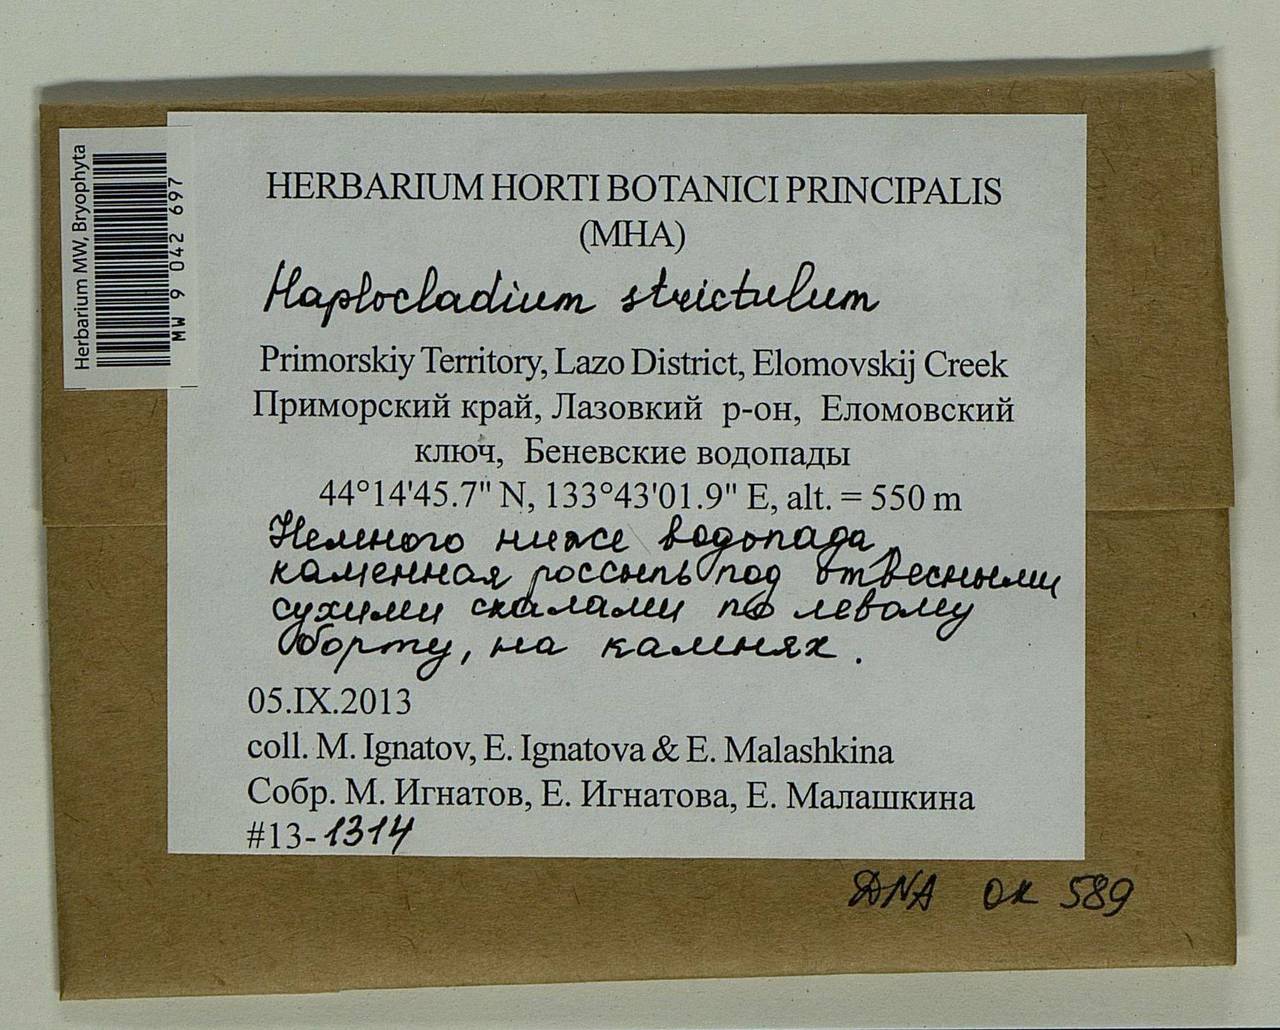 Herbarium MW, Bryophyta
MW 9 042 697
HERBARIUM HORTI BOTANICI PRINCIPALIS
(MHA)
Haplocladium strictulum
Primorskiy Territory, Lazo District, Elomovskij Creek
Приморский край, Лазовкий р-он, Еломовский
ключ, Беневские водопады
44°14'45.7" N, 133°43'01.9" E, alt. = 550 m
Немного ниже водопада,
каменная россыпь под отвесными
сухими скалами по левому
борту, на камнях.
05.IX.2013
coll. M. Ignatov, E. Ignatova & E. Malashkina
Собр. М. Игнатов, Е. Игнатова, Е. Малашкина
#13-1314
DNA OK 589